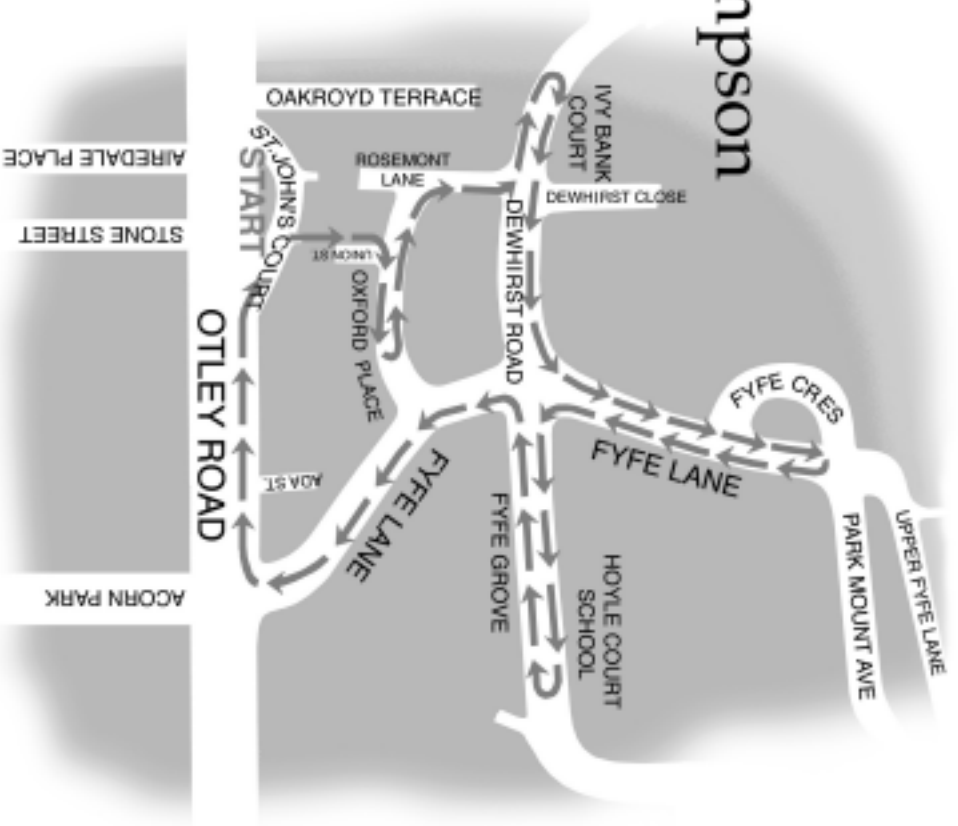 mpson
OAKROYD TERRACE
IVY BANK
COURT
AIREDALE PLACE
ST JOHN'S COURT
START
ROSEMONT
LANE
DEWHIRST CLOSE
STONE STREET
UNION ST
OXFORD PLACE
DEWHIRST ROAD
OTLEY ROAD
FYFE CRES
FYFE LANE
ADA ST.
FYFE LANE
FYFE GROVE
HOYLE COURT
SCHOOL
PARK MOUNT AVE
UPPER FYFE LANE
ACORN PARK